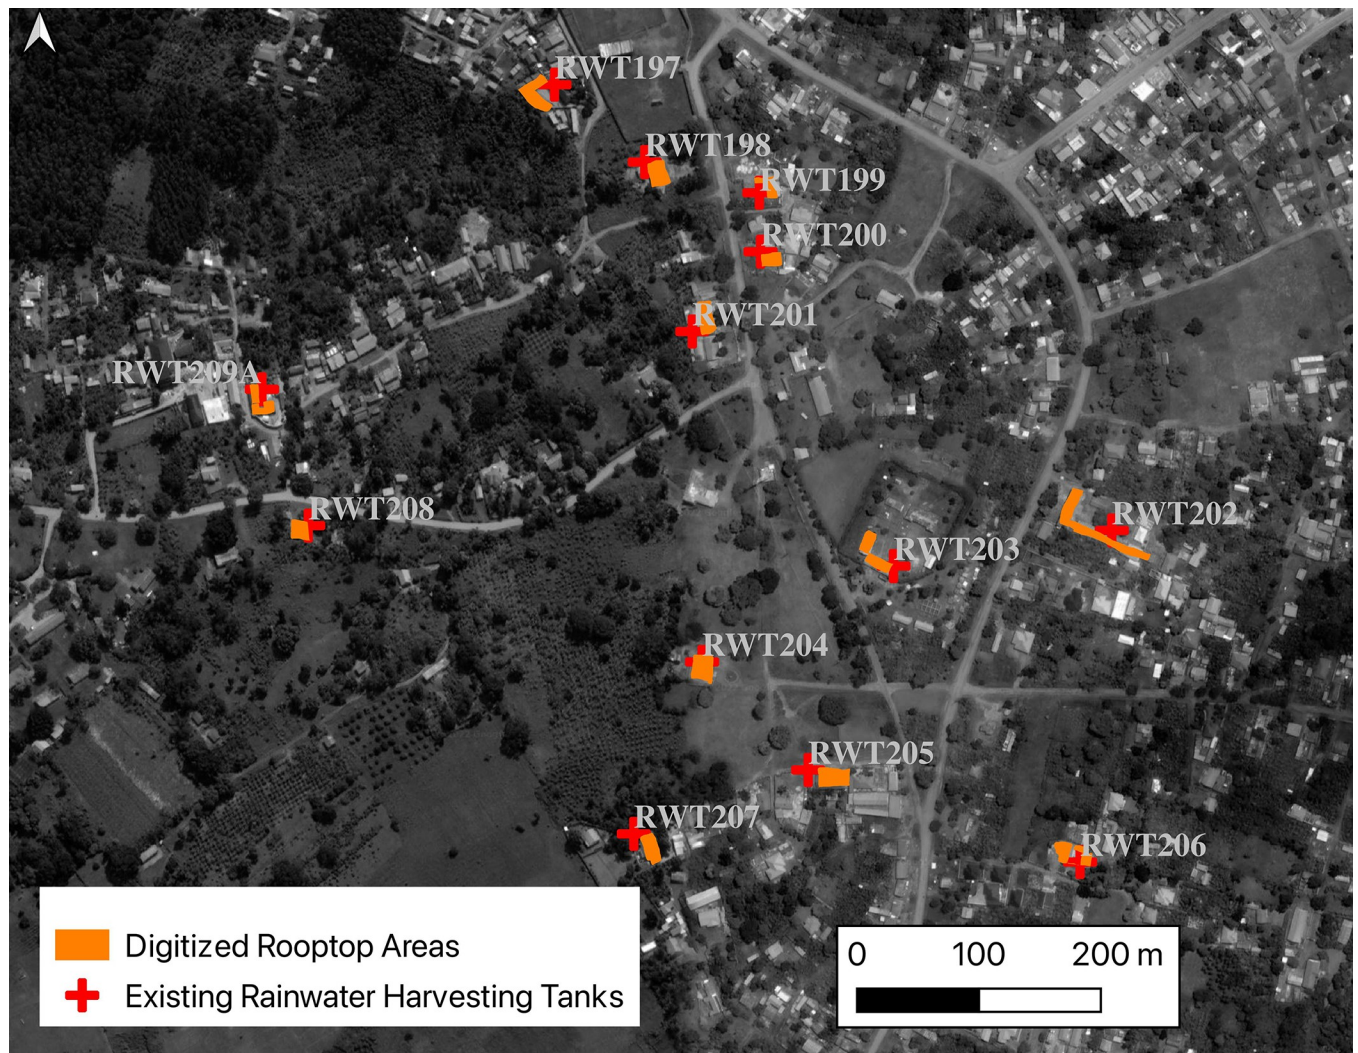 RWT197
RWT198
RWT199
RWT200
RWT201
RWT209A
RWT208
RWT202
RWT203
RWT204
RWT205
RWT207
RWT206
Digitized Rooptop Areas
Existing Rainwater Harvesting Tanks
0 100 200 m